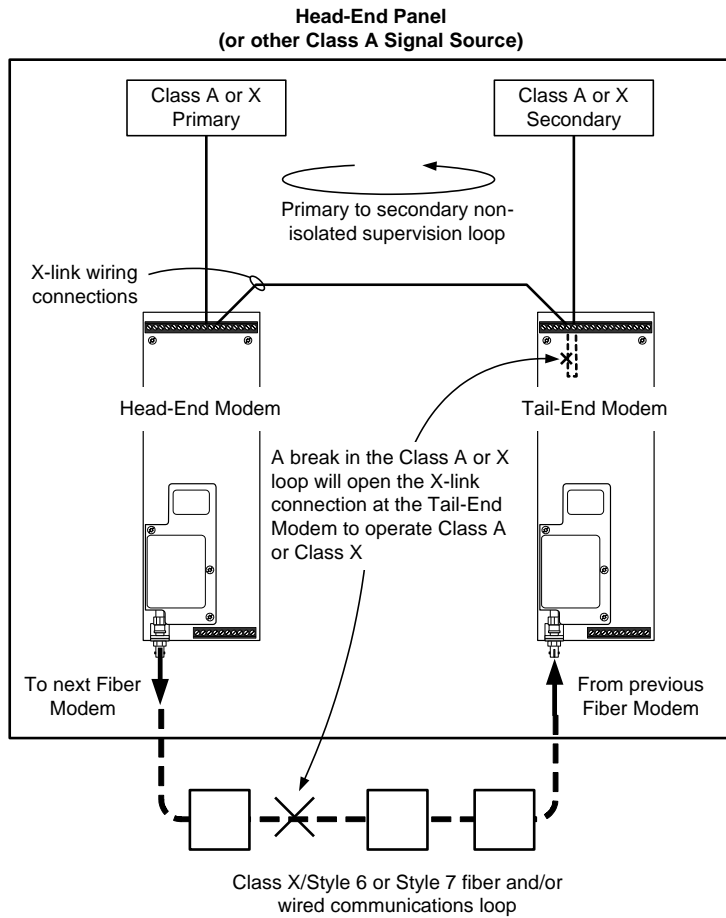 Head-End Panel
(or other Class A Signal Source)
Class A or X
Primary
Class A or X
Secondary
Primary to secondary non-
isolated supervision loop
X-link wiring
connections
Head-End Modem
Tail-End Modem
A break in the Class A or X
loop will open the X-link
connection at the Tail-End
Modem to operate Class A
or Class X
To next Fiber
Modem
From previous
Fiber Modem
Class X/Style 6 or Style 7 fiber and/or
wired communications loop